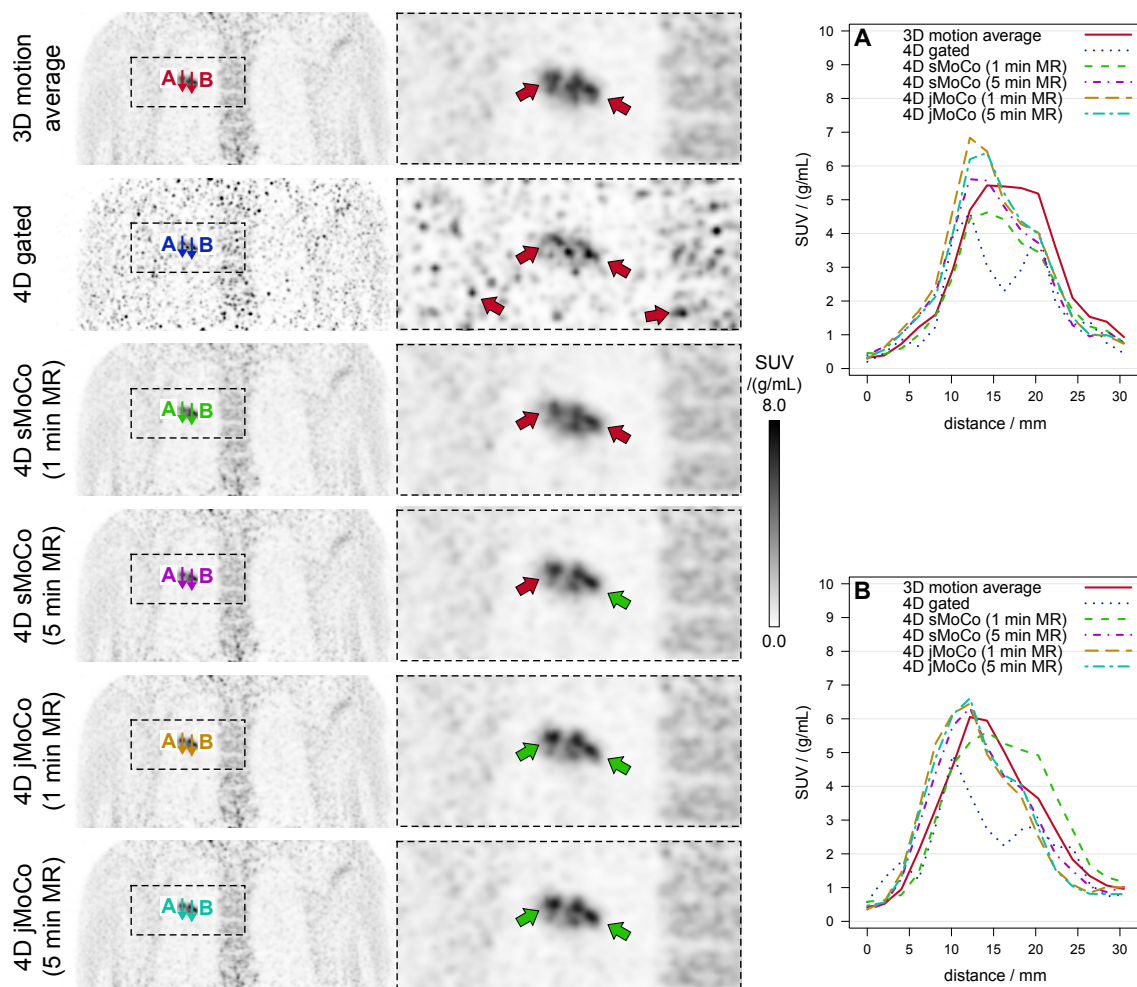 3D motion
average
A B
4D gated
A B
4D sMoCo
(1 min MR)
A B
4D sMoCo
(5 min MR)
A B
4D jMoCo
(1 min MR)
A B
4D jMoCo
(5 min MR)
A B
SUV
/(g/mL)
8.0
0.0
A
3D motion average
4D gated
4D sMoCo (1 min MR)
4D sMoCo (5 min MR)
4D jMoCo (1 min MR)
4D jMoCo (5 min MR)
SUV / (g/mL)
10
9
8
7
6
5
4
3
2
1
0
0 5 10 15 20 25 30
distance / mm
B
3D motion average
4D gated
4D sMoCo (1 min MR)
4D sMoCo (5 min MR)
4D jMoCo (1 min MR)
4D jMoCo (5 min MR)
SUV / (g/mL)
10
9
8
7
6
5
4
3
2
1
0
0 5 10 15 20 25 30
distance / mm